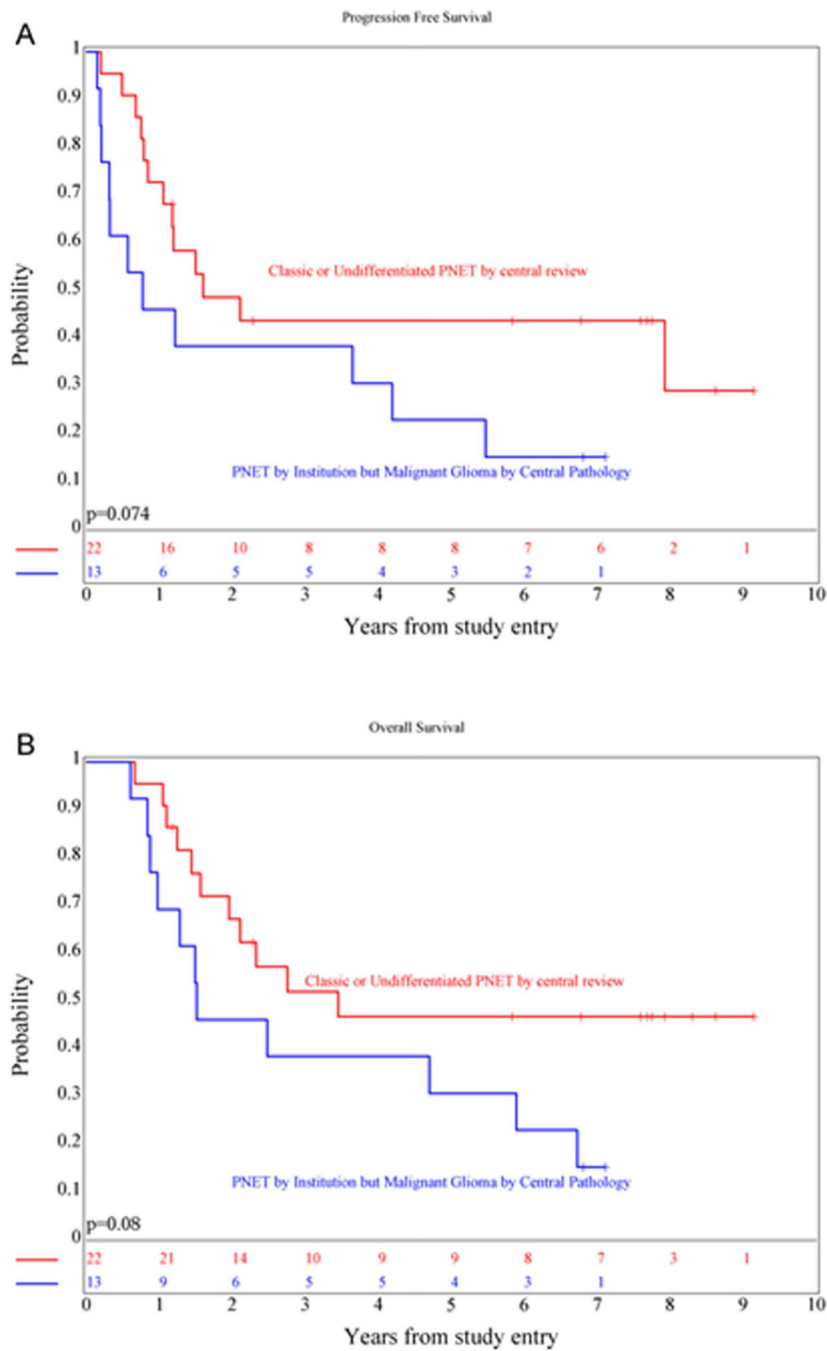 A
Progression Free Survival
1
0.9
0.8
0.7
0.6
0.5
0.4
0.3
0.2
0.1
0
Probability
Classic or Undifferentiated PNET by central review
PNET by Institution but Malignant Glioma by Central Pathology
p=0.074
22 16 10 8 8 8 7 6 2 1
13 6 5 5 4 3 2 1
0 1 2 3 4 5 6 7 8 9 10
Years from study entry
B
Overall Survival
1
0.9
0.8
0.7
0.6
0.5
0.4
0.3
0.2
0.1
0
Probability
Classic or Undifferentiated PNET by central review
PNET by Institution but Malignant Glioma by Central Pathology
p=0.08
22 21 14 10 9 9 8 7 3 1
13 9 6 5 5 4 3 1
0 1 2 3 4 5 6 7 8 9 10
Years from study entry